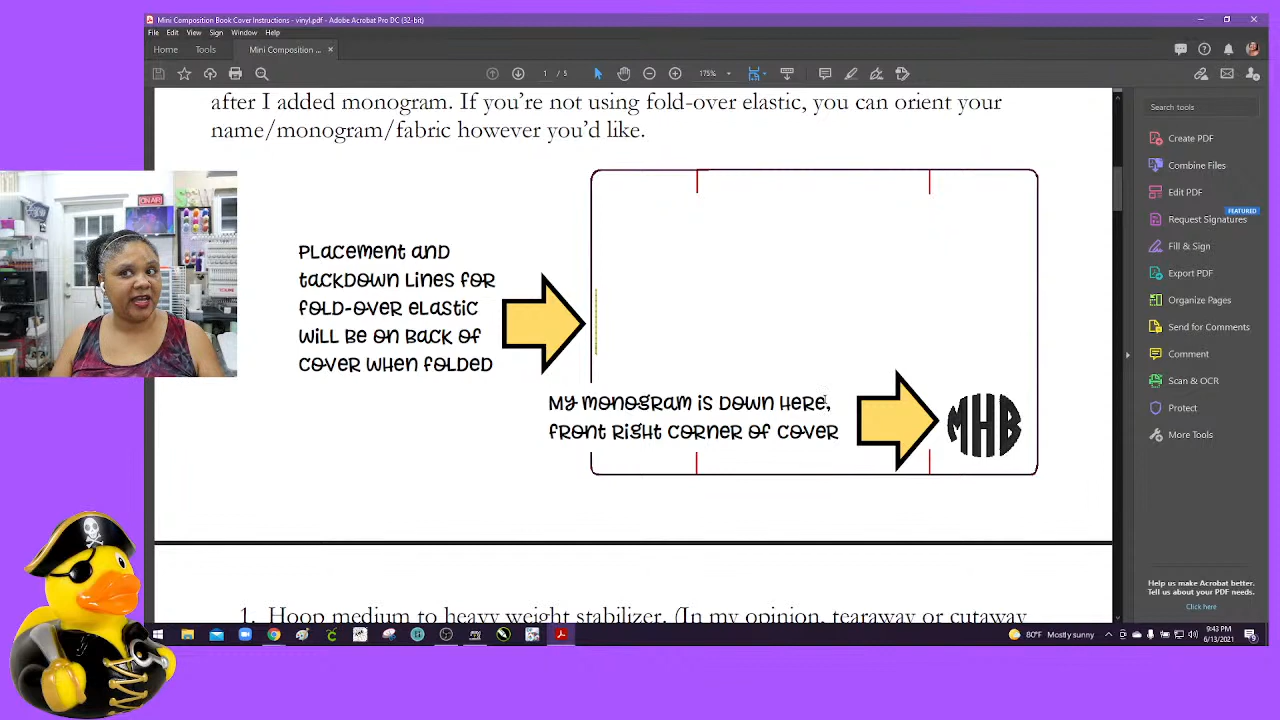 Mini Composition Book Cover Instructions - vinyl.pdf - Adobe Acrobat Pro DC (32-bit)
File Edit View Sign Window Help
Home Tools Mini Composition ... ×
1 / 5 175%
after I added monogram. If you're not using fold-over elastic, you can orient your
name/monogram/fabric however you'd like.
Placement and
tackdown lines for
fold-over elastic
will be on back of
cover when folded
My monogram is down here,
front right corner of cover
MHB
1. Hoop medium to heavy weight stabilizer. (In my opinion, tearaway or cutaway
Search tools
Create PDF
Combine Files
Edit PDF
FEATURED
Request Signatures
Fill & Sign
Export PDF
Organize Pages
Send for Comments
Comment
Scan & OCR
Protect
More Tools
Help us make Acrobat better.
Tell us about your PDF needs.
Click here
ON AIR
80°F Mostly sunny
9:43 PM
6/13/2021